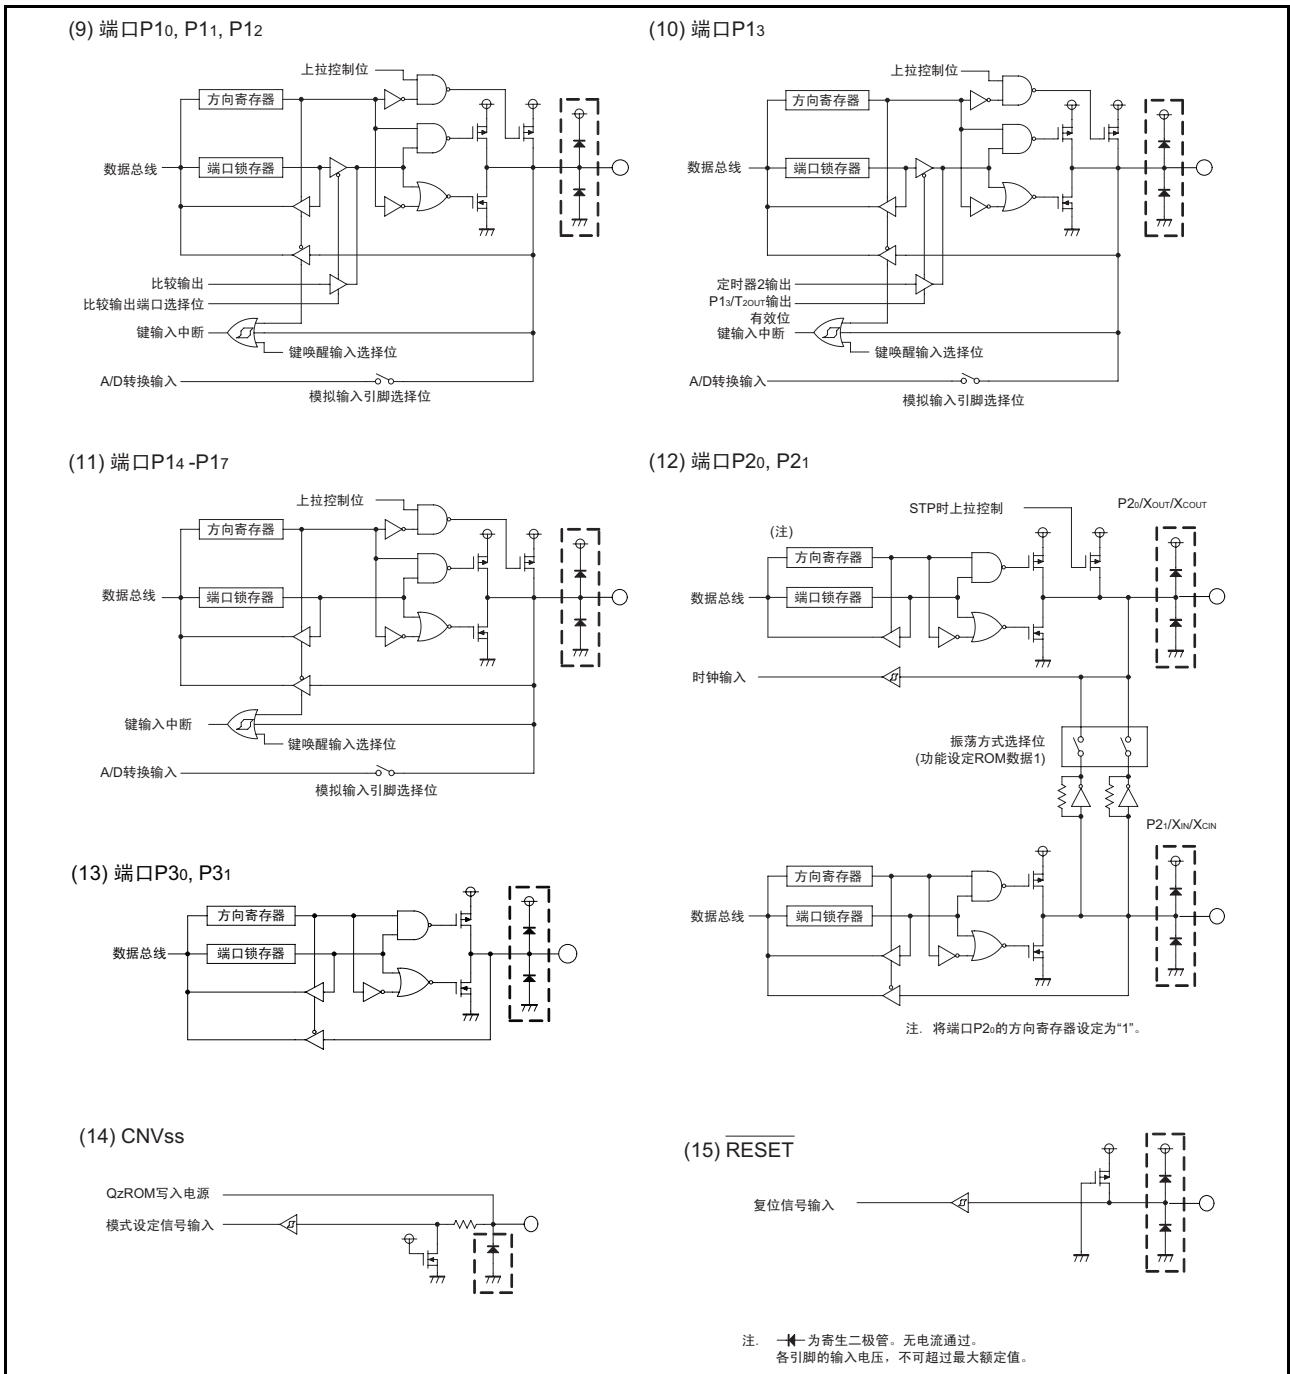 (9) 端口P10, P11, P12
上拉控制位
方向寄存器
数据总线
端口锁存器
比较输出
比较输出端口选择位
键输入中断
键唤醒输入选择位
A/D转换输入
模拟输入引脚选择位
(10) 端口P13
上拉控制位
方向寄存器
数据总线
端口锁存器
定时器2输出
P13/T2OUT输出
有效位
键输入中断
键唤醒输入选择位
A/D转换输入
模拟输入引脚选择位
(11) 端口P14 -P17
上拉控制位
方向寄存器
数据总线
端口锁存器
键输入中断
键唤醒输入选择位
A/D转换输入
模拟输入引脚选择位
(12) 端口P20, P21
STP时上拉控制
P20/XOUT/XCOUT
(注)
方向寄存器
数据总线
端口锁存器
时钟输入
振荡方式选择位
(功能设定ROM数据1)
P21/XIN/XCIN
方向寄存器
数据总线
端口锁存器
注. 将端口P20的方向寄存器设定为“1”。
(13) 端口P30, P31
方向寄存器
数据总线
端口锁存器
(14) CNVss
QzROM写入电源
模式设定信号输入
(15) RESET
复位信号输入
注. 为寄生二极管。无电流通过。
各引脚的输入电压，不可超过最大额定值。